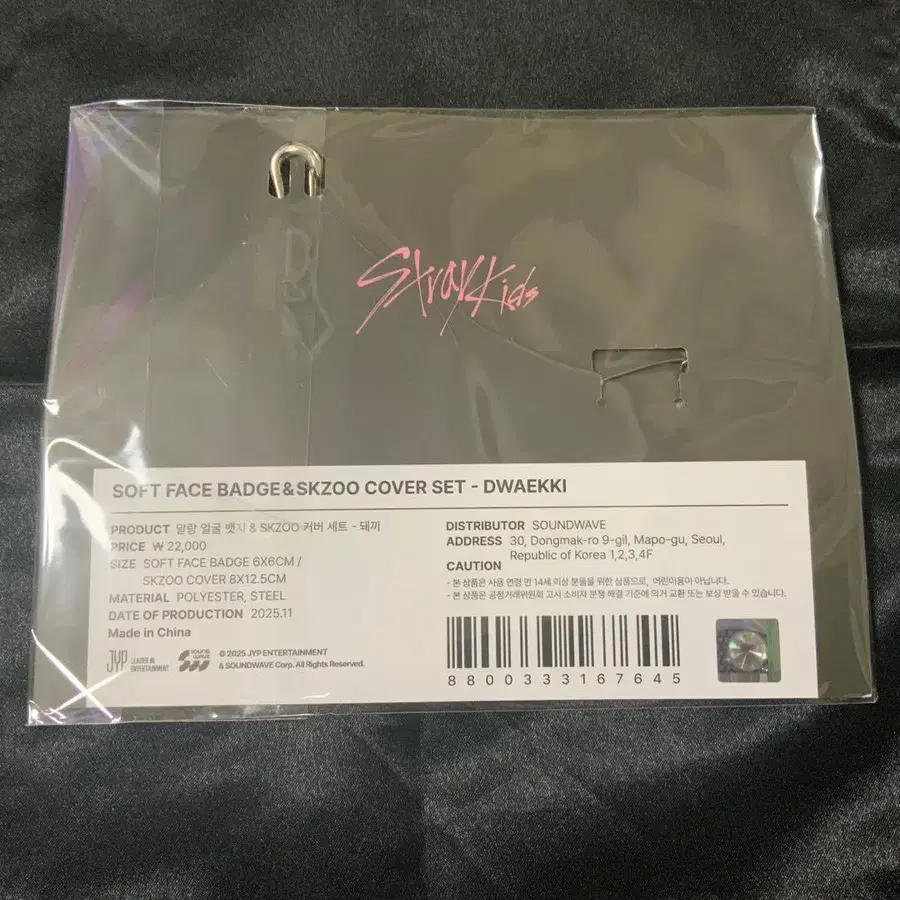 Stray Kids
SOFT FACE BADGE&SKZOO COVER SET - DWAEKKI
PRODUCT 말랑 얼굴 뱃지 & SKZOO 커버 세트 - 돼끼
PRICE ₩ 22,000
SIZE SOFT FACE BADGE 6X6CM /
SKZOO COVER 8X12.5CM
MATERIAL POLYESTER, STEEL
DATE OF PRODUCTION 2025.11
Made in China
JYP LEADER IN ENTERTAINMENT
SOUND WAVE
© 2025 JYP ENTERTAINMENT
& SOUNDWAVE Corp. All Rights Reserved.
DISTRIBUTOR SOUNDWAVE
ADDRESS 30, Dongmak-ro 9-gil, Mapo-gu, Seoul,
Republic of Korea 1,2,3,4F
CAUTION
- 본 상품은 사용 연령 만 14세 이상 분들을 위한 상품으로, 어린이용이 아닙니다.
- 본 상품은 공정거래위원회 고시 소비자 분쟁 해결 기준에 의거 교환 또는 보상 받을 수 있습니다.
8800333167645